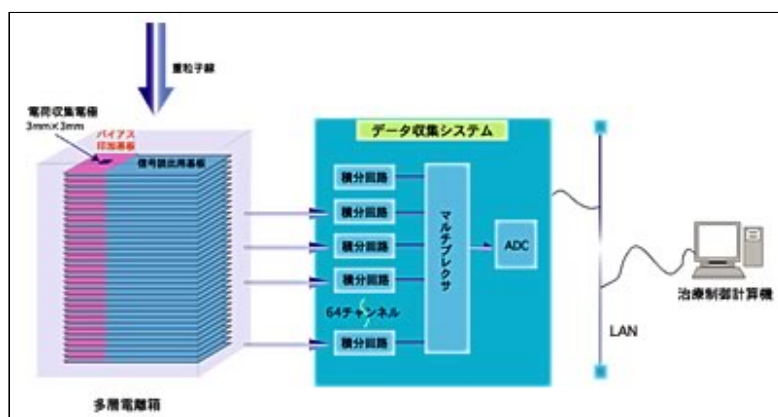 重粒子線
電荷収集電極
3mm×3mm
バイアス
印加基板
信号読出用基板
多層電離箱
データ収集システム
積分回路
積分回路
積分回路
積分回路
64チャンネル
積分回路
マルチプレクサ
ADC
LAN
治療制御計算機